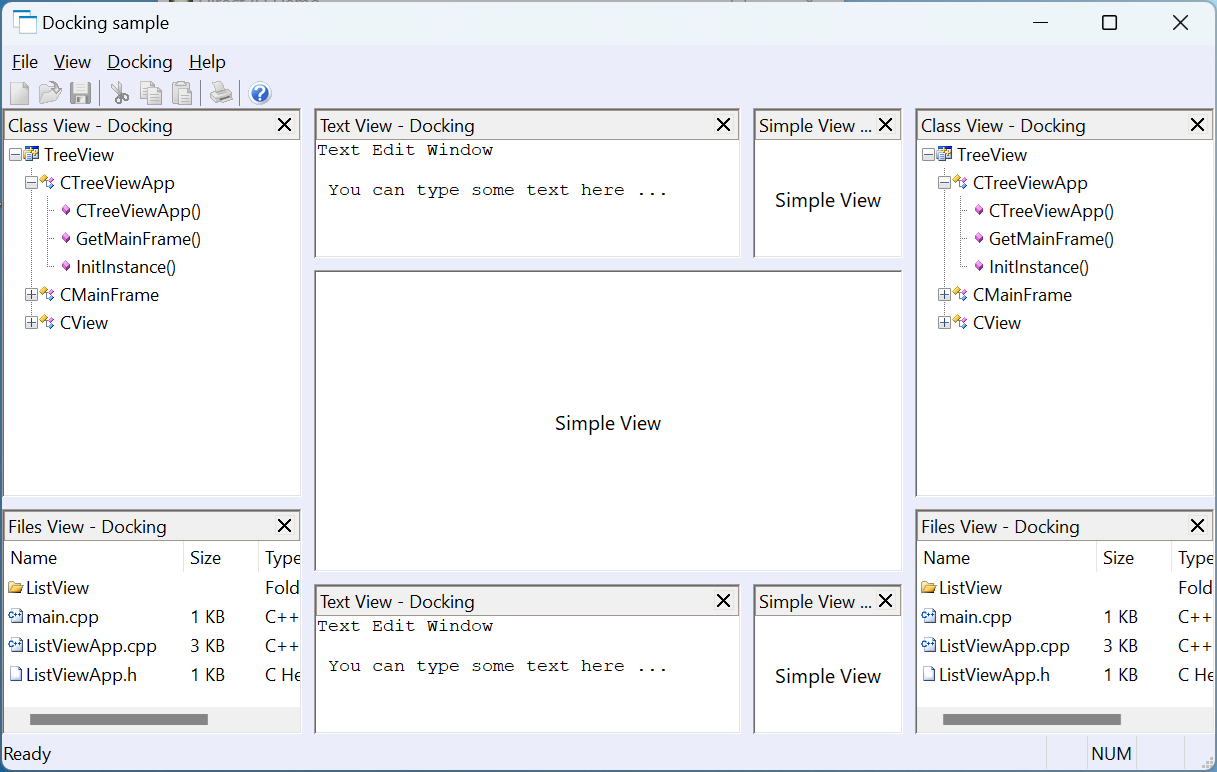 Docking sample
File View Docking Help
Class View - Docking
TreeView
CTreeViewApp
CTreeViewApp()
GetMainFrame()
InitInstance()
CMainFrame
CView
Files View - Docking
Name Size Type
ListView Fold
main.cpp 1 KB C++
ListViewApp.cpp 3 KB C++
ListViewApp.h 1 KB C He
Text View - Docking
Text Edit Window
You can type some text here ...
Simple View ...
Simple View
Simple View
Text View - Docking
Text Edit Window
You can type some text here ...
Simple View ...
Simple View
Class View - Docking
TreeView
CTreeViewApp
CTreeViewApp()
GetMainFrame()
InitInstance()
CMainFrame
CView
Files View - Docking
Name Size Type
ListView Fold
main.cpp 1 KB C++
ListViewApp.cpp 3 KB C++
ListViewApp.h 1 KB C He
Ready NUM